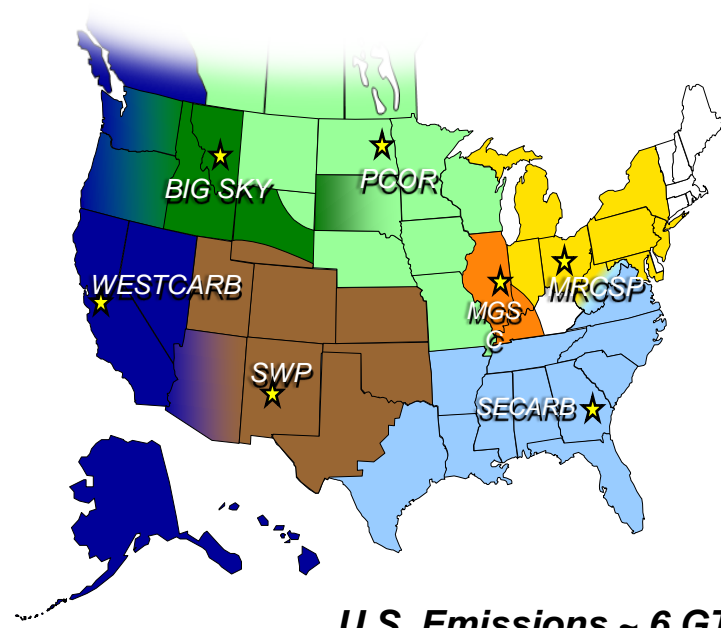 BIG SKY
PCOR
WESTCARB
MRCSP
MGS
C
SWP
SECARB
U.S. Emissions ~ 6 GT